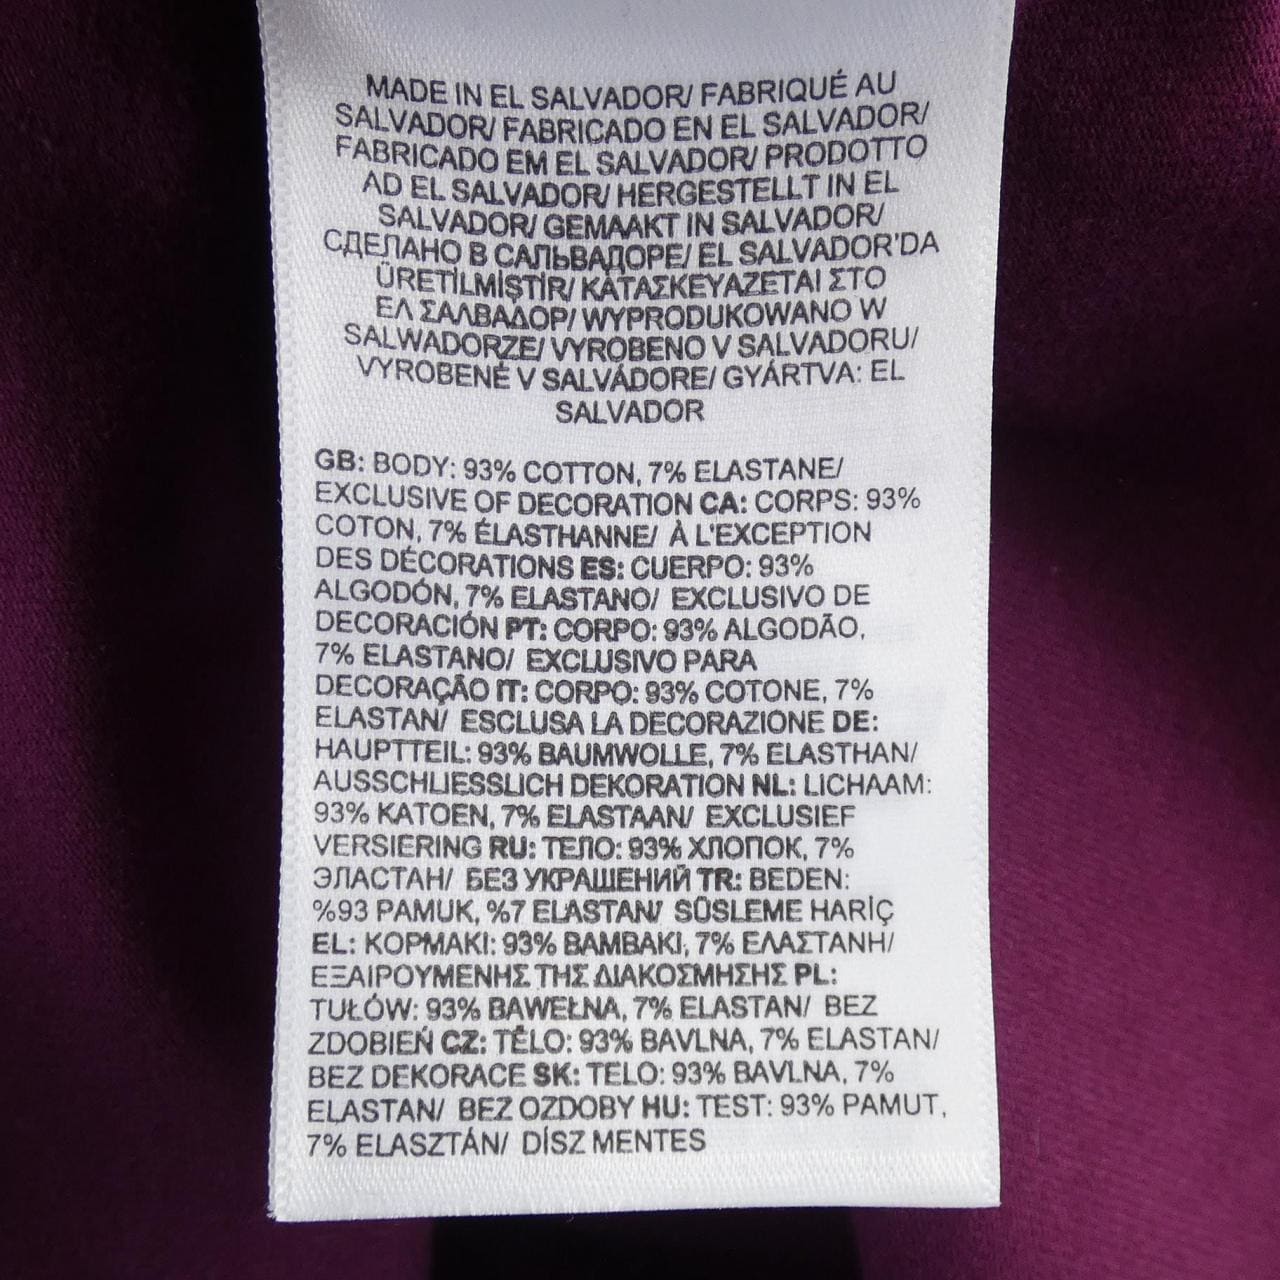 MADE IN EL SALVADOR/ FABRIQUÉ AU
SALVADOR/ FABRICADO EN EL SALVADOR/
FABRICADO EM EL SALVADOR/ PRODOTTO
AD EL SALVADOR/ HERGESTELLT IN EL
SALVADOR/ GEMAAKT IN SALVADOR/
СДЕЛАНО В САЛЬВАДОРЕ/ EL SALVADOR'DA
ÜRETİLMİŞTİR/ ΚΑΤΑΣΚΕΥΑΖΕΤΑΙ ΣΤΟ
ΕΛ ΣΑΛΒΑΔΟΡ/ WYPRODUKOWANO W
SALWADORZE/ VYROBENO V SALVADORU/
VYROBENÉ V SALVÁDORE/ GYÁRTVA: EL
SALVADOR
GB: BODY: 93% COTTON, 7% ELASTANE/
EXCLUSIVE OF DECORATION CA: CORPS: 93%
COTON, 7% ÉLASTHANNE/ À L'EXCEPTION
DES DÉCORATIONS ES: CUERPO: 93%
ALGODÓN, 7% ELASTANO/ EXCLUSIVO DE
DECORACIÓN PT: CORPO: 93% ALGODÃO,
7% ELASTANO/ EXCLUSIVO PARA
DECORAÇÃO IT: CORPO: 93% COTONE, 7%
ELASTAN/ ESCLUSA LA DECORAZIONE DE:
HAUPTTEIL: 93% BAUMWOLLE, 7% ELASTHAN/
AUSSCHLIESSLICH DEKORATION NL: LICHAAM:
93% KATOEN, 7% ELASTAAN/ EXCLUSIEF
VERSIERING RU: ТЕЛО: 93% ХЛОПОК, 7%
ЭЛАСТАН/ БЕЗ УКРАШЕНИЙ TR: BEDEN:
%93 PAMUK, %7 ELASTAN/ SÜSLEME HARİÇ
EL: ΚΟΡΜΑΚΙ: 93% ΒΑΜΒΑΚΙ, 7% ΕΛΑΣΤΑΝΗ/
ΕΞΑΙΡΟΥΜΕΝΗΣ ΤΗΣ ΔΙΑΚΟΣΜΗΣΗΣ PL:
TUŁÓW: 93% BAWEŁNA, 7% ELASTAN/ BEZ
ZDOBIEŃ CZ: TĚLO: 93% BAVLNA, 7% ELASTAN/
BEZ DEKORACE SK: TELO: 93% BAVLNA, 7%
ELASTAN/ BEZ OZDOBY HU: TEST: 93% PAMUT,
7% ELASZTÁN/ DÍSZ MENTES